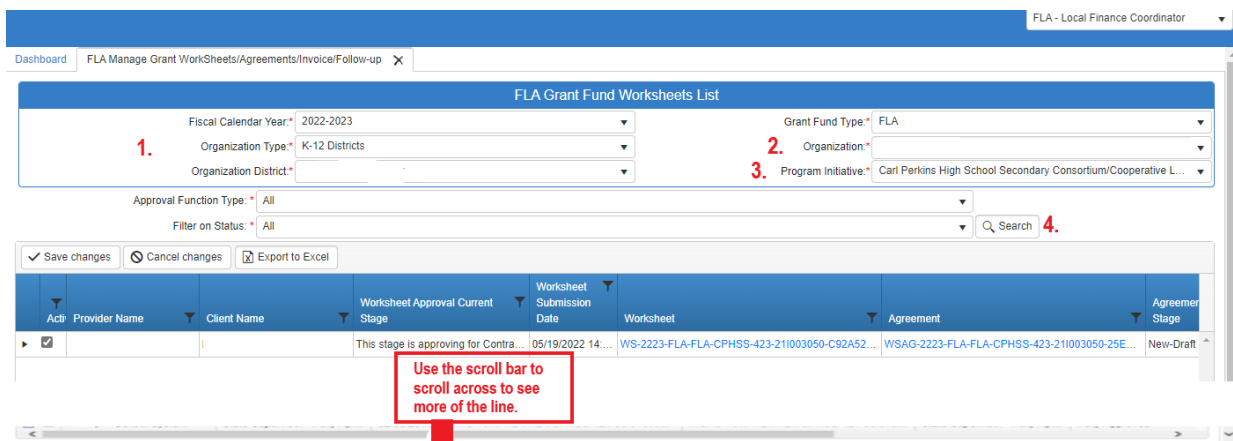 FLA - Local Finance Coordinator
Dashboard FLA Manage Grant WorkSheets/Agreements/Invoice/Follow-up X
FLA Grant Fund Worksheets List
Fiscal Calendar Year:* 2022-2023 Grant Fund Type:* FLA
1. Organization Type:* K-12 Districts 2. Organization:*
Organization District:* 3. Program Initiative:* Carl Perkins High School Secondary Consortium/Cooperative L...
Approval Function Type: * All
Filter on Status: * All Search 4.
Save changes Cancel changes Export to Excel
Acti Provider Name Client Name Worksheet Approval Current Stage Worksheet Submission Date Worksheet Agreement Agreemen Stage
This stage is approving for Contra... 05/19/2022 14:... WS-2223-FLA-FLA-CPHSS-423-21I003050-C92A52... WSAG-2223-FLA-FLA-CPHSS-423-21I003050-25E... New-Draft
Use the scroll bar to
scroll across to see
more of the line.